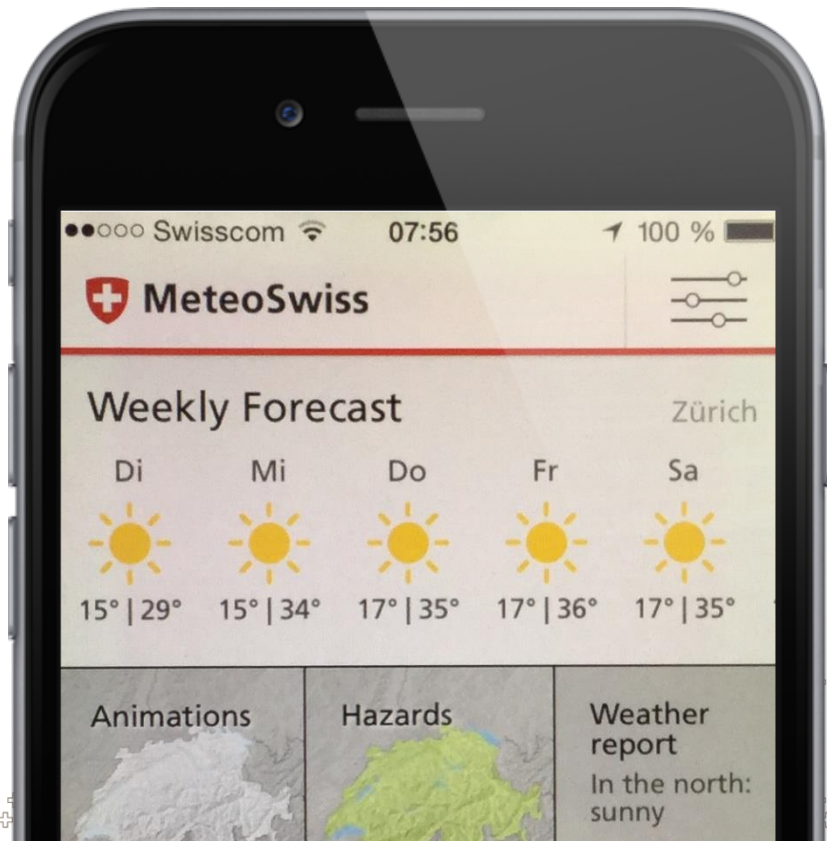 Swisscom 07:56 100 %
MeteoSwiss
Weekly Forecast Zürich
Di Mi Do Fr Sa
15°|29° 15°|34° 17°|35° 17°|36° 17°|35°
Animations Hazards Weather
report
In the north:
sunny